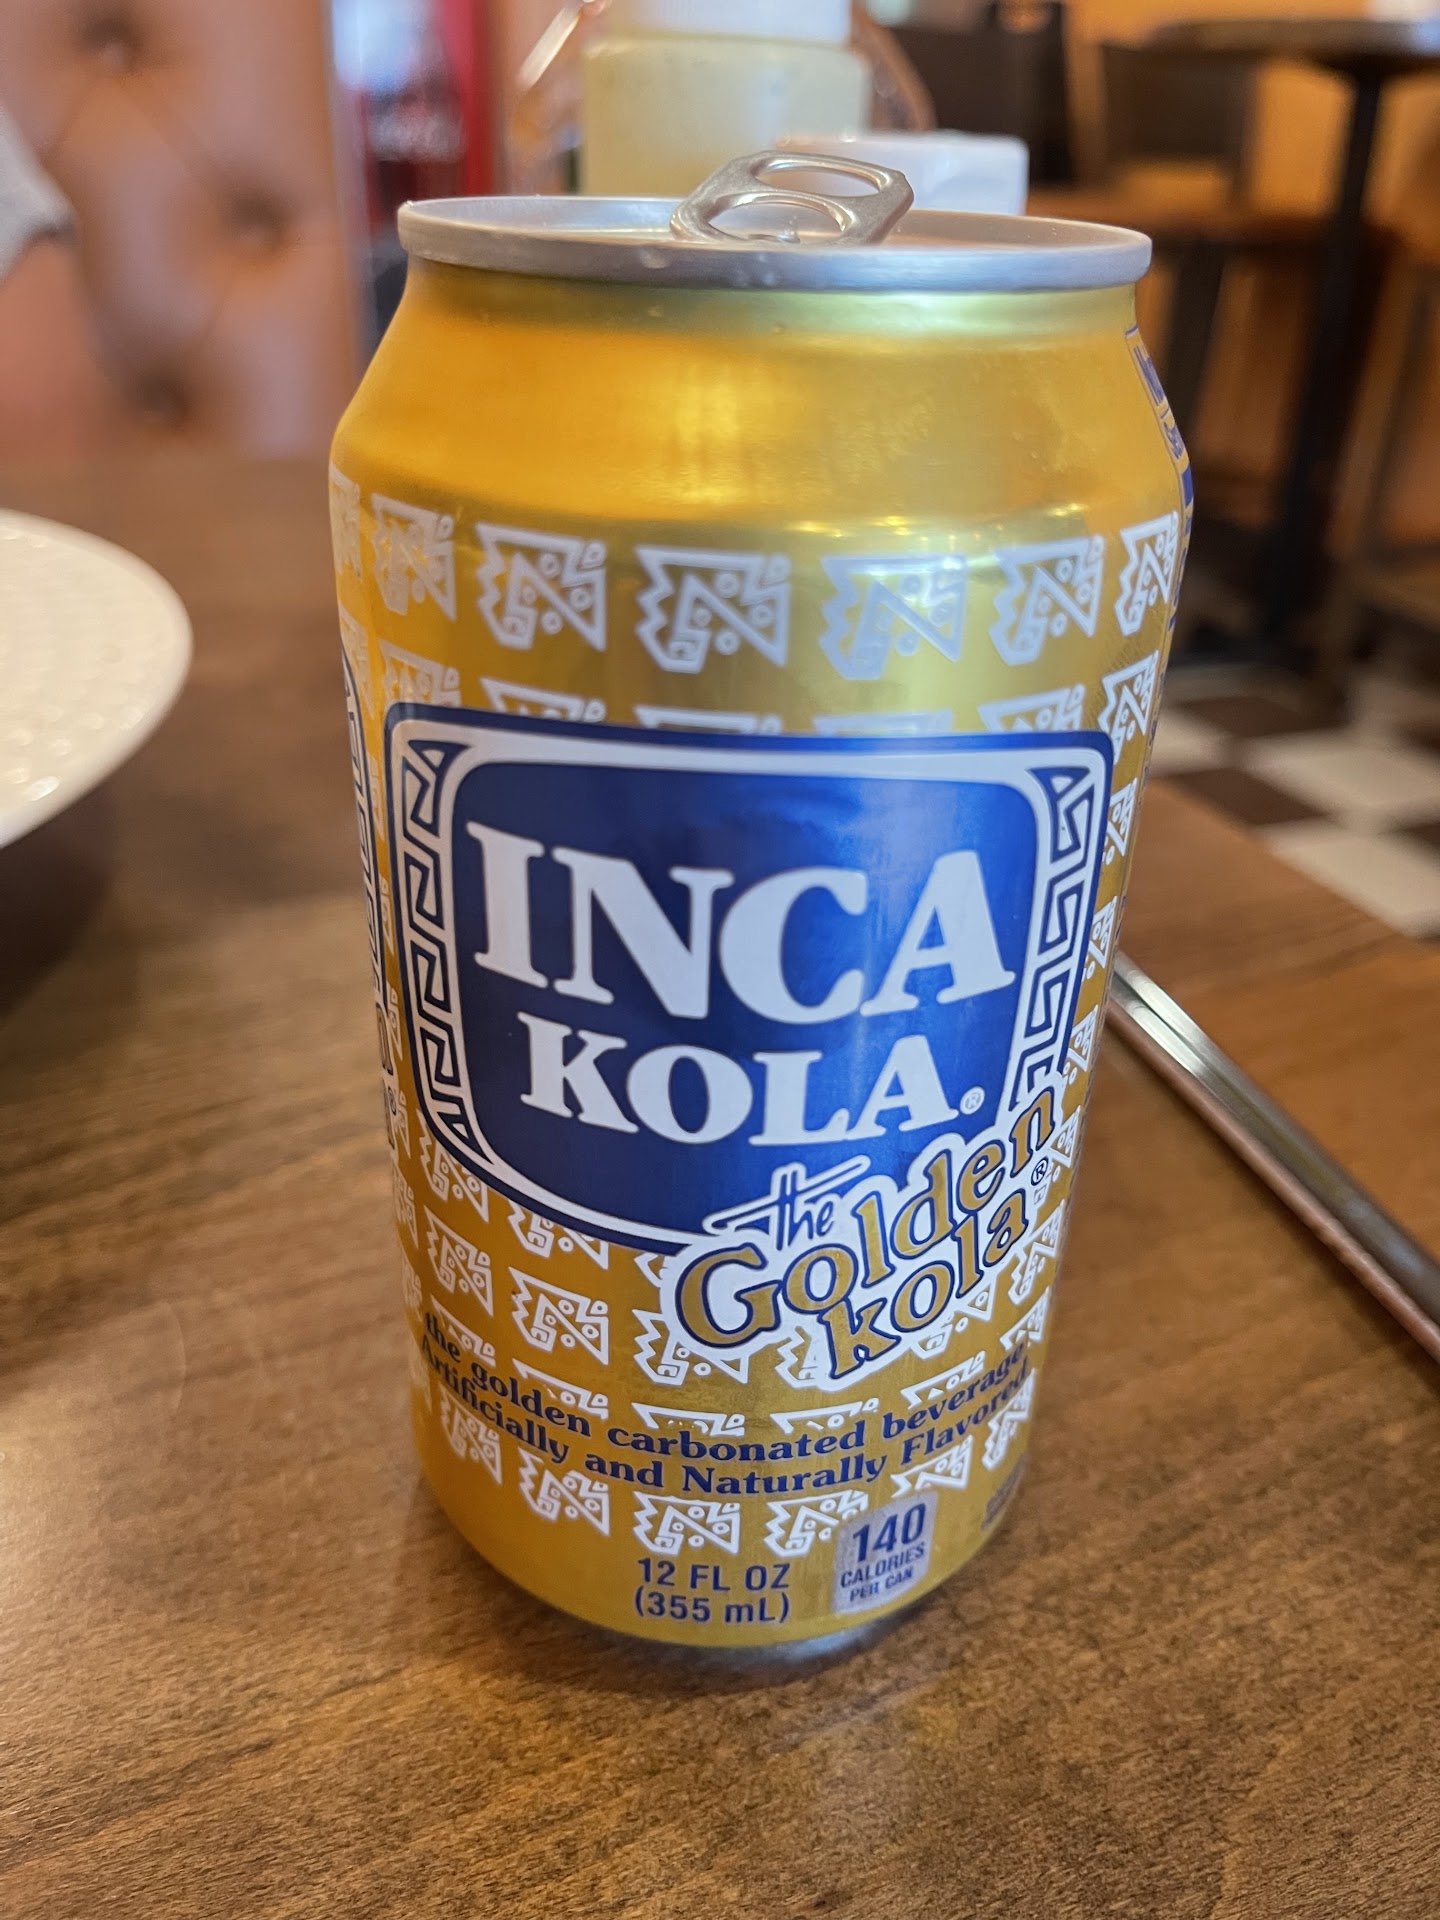 INCA
KOLA®
the
Golden
kola®
the golden carbonated beverage
Artificially and Naturally Flavored
12 FL OZ
(355 mL)
140
CALORIES
PER CAN